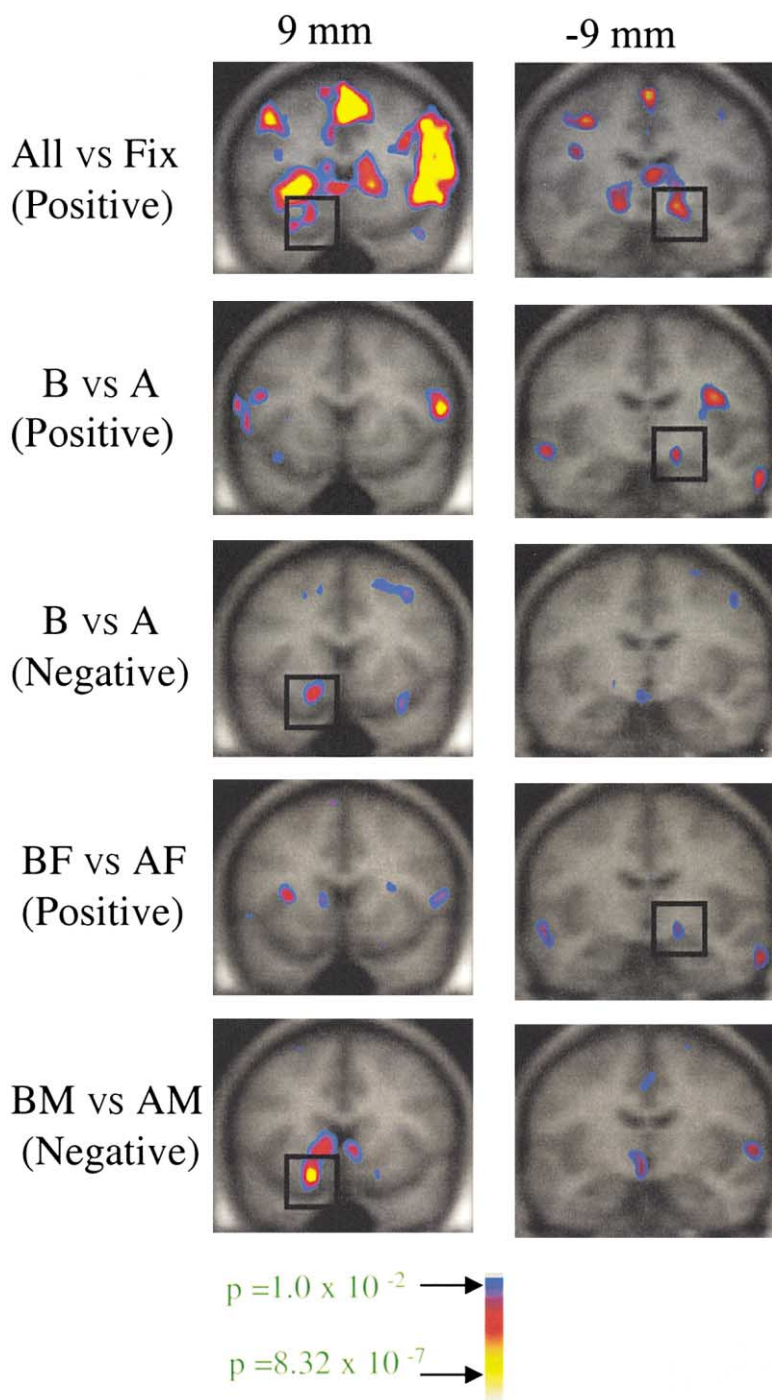 9 mm
-9 mm
All vs Fix
(Positive)
B vs A
(Positive)
B vs A
(Negative)
BF vs AF
(Positive)
BM vs AM
(Negative)
p =1.0 x 10 -2
p =8.32 x 10 -7